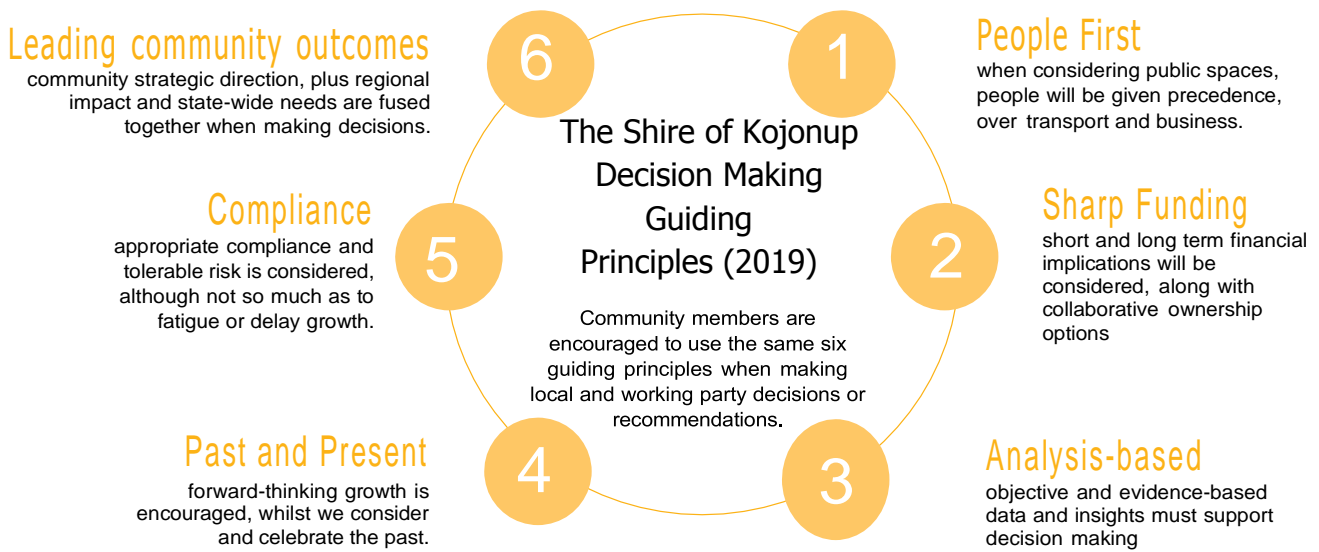 The Shire of Kojonup
Decision Making
Guiding
Principles (2019)
Community members are
encouraged to use the same six
guiding principles when making
local and working party decisions or
recommendations.
1
People First
when considering public spaces,
people will be given precedence,
over transport and business.
2
Sharp Funding
short and long term financial
implications will be
considered, along with
collaborative ownership
options
3
Analysis-based
objective and evidence-based
data and insights must support
decision making
4
Past and Present
forward-thinking growth is
encouraged, whilst we consider
and celebrate the past.
5
Compliance
appropriate compliance and
tolerable risk is considered,
although not so much as to
fatigue or delay growth.
6
Leading community outcomes
community strategic direction, plus regional
impact and state-wide needs are fused
together when making decisions.